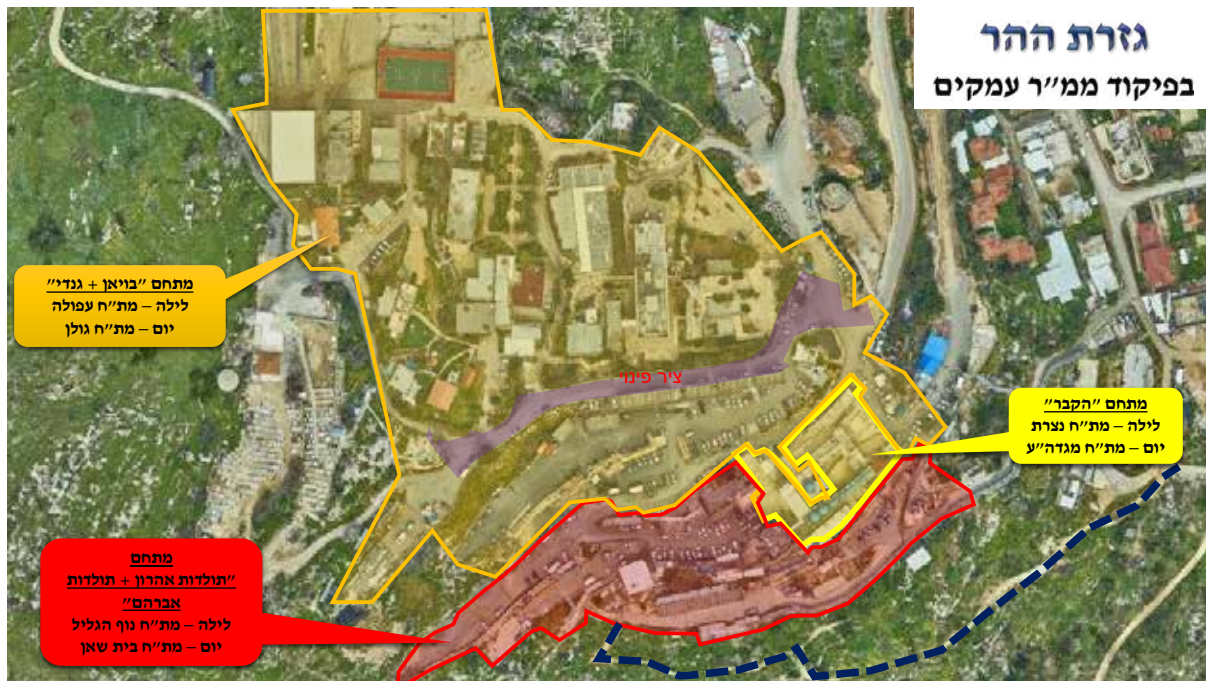 גזרת ההר
בפיקוד ממ״ר עמקים
מתחם "בויאן + גנדי"
לילה – מת״ח עפולה
יום – מת״ח גולן
ציר פינוי
מתחם "הקבר"
לילה – מת״ח נצרת
יום – מת״ח מגדה״ע
מתחם
"תולדות אהרון + תולדות
אברהם"
לילה – מת״ח נוף הגליל
יום – מת״ח בית שאן